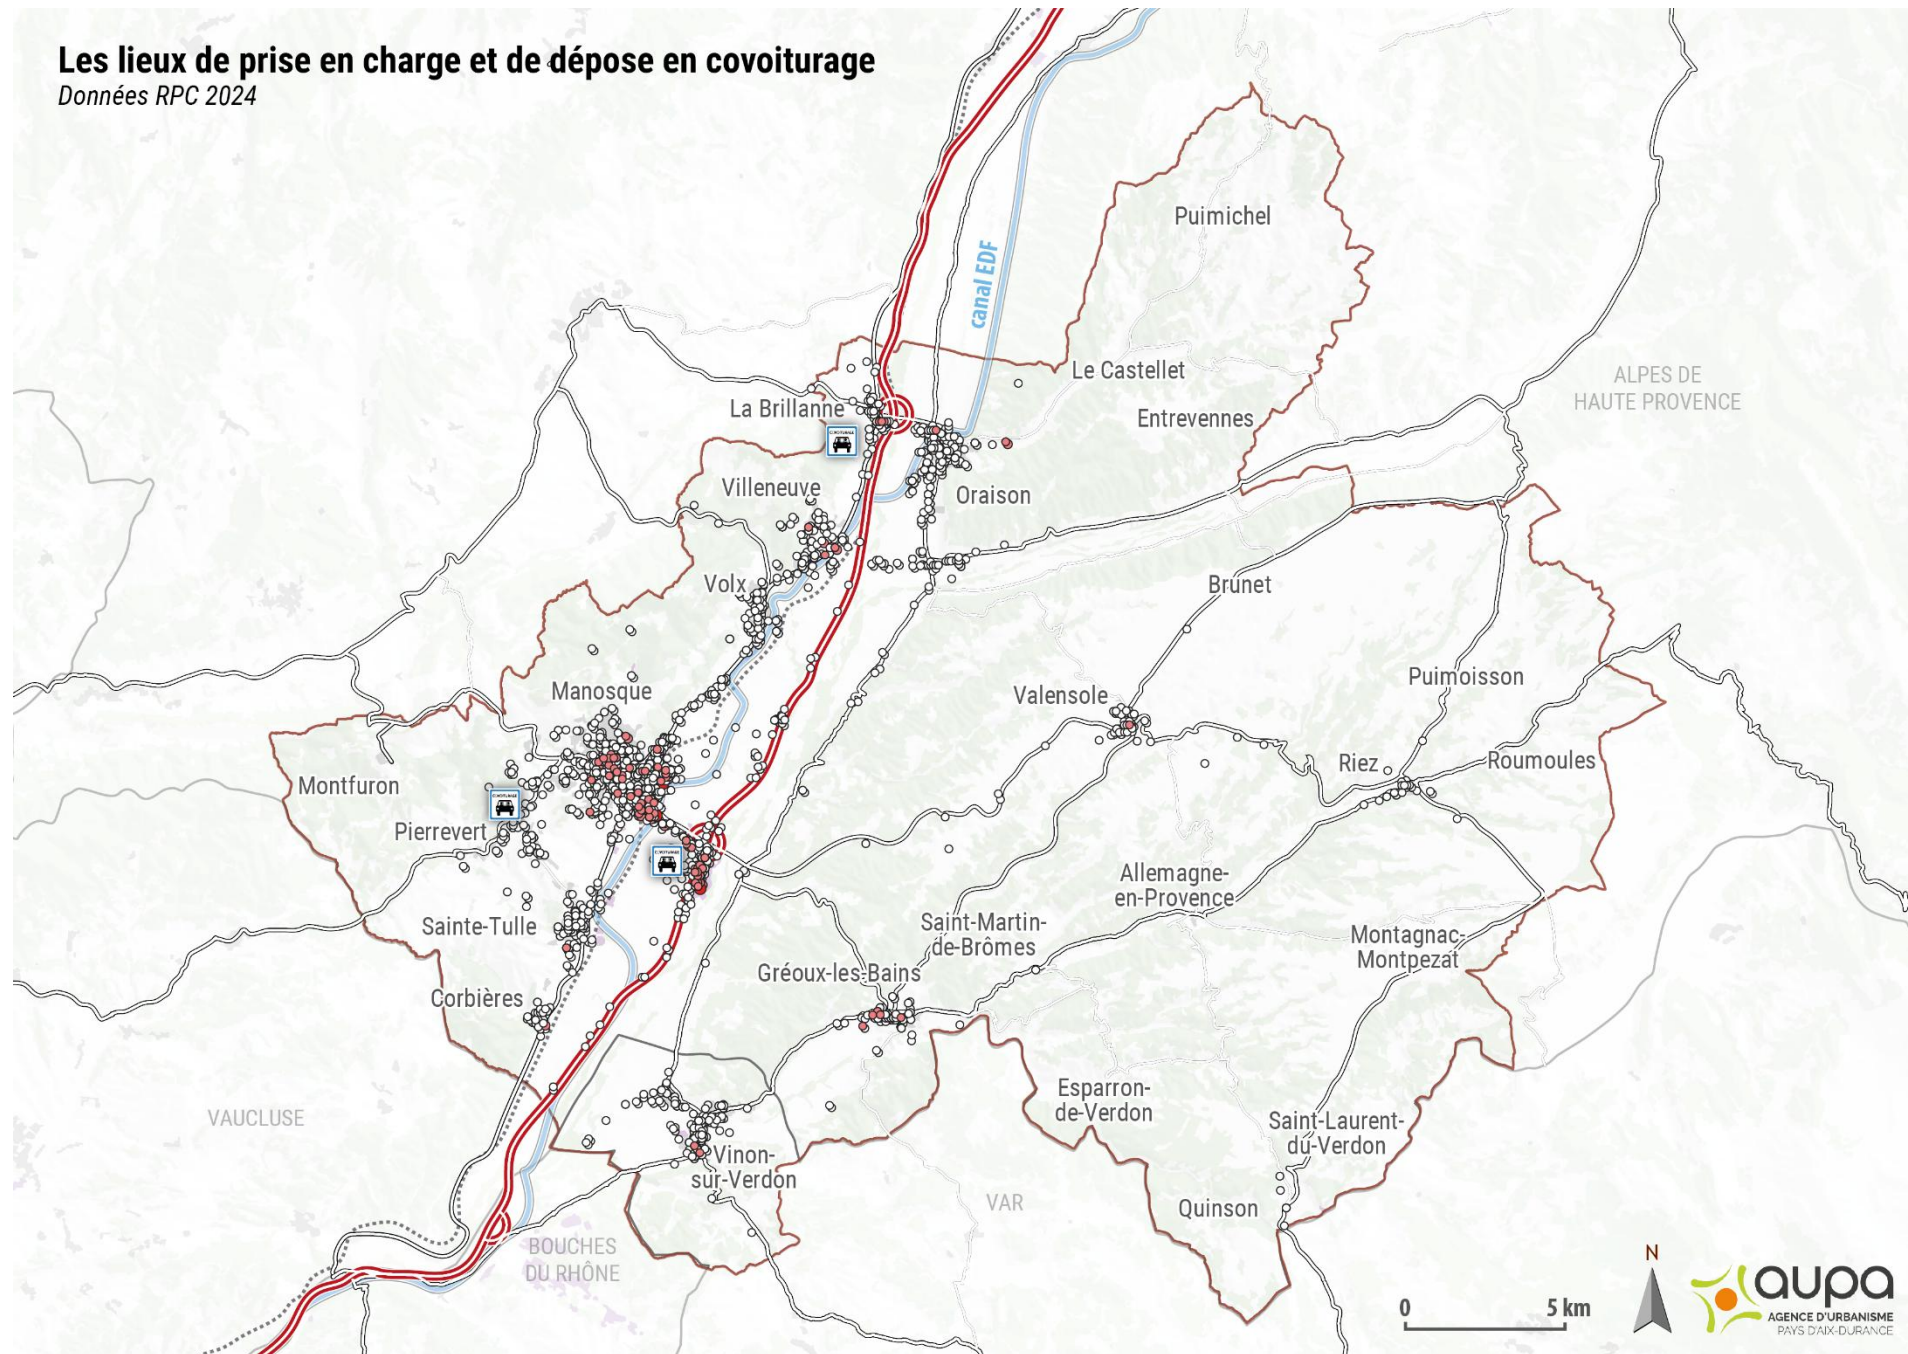 Les lieux de prise en charge et de dépose en covoiturage
Données RPC 2024
Puimichel
canal EDF
Le Castellet
ALPES DE
HAUTE PROVENCE
La Brillanne
Entrevennes
Villeneuve
Oraison
Volx
Brunet
Manosque
Valensole
Puimoisson
Montfuron
Riez
Roumoules
Pierrevert
Allemagne-
en-Provence
Sainte-Tulle
Saint-Martin-
de-Brômes
Montagnac-
Montpezat
Gréoux-les-Bains
Corbières
Esparron-
de-Verdon
VAUCLUSE
Saint-Laurent-
du-Verdon
Vinon-
sur-Verdon
VAR
Quinson
BOUCHES
DU RHÔNE
N
0
5 km
aupa
AGENCE D'URBANISME
PAYS D'AIX-DURANCE